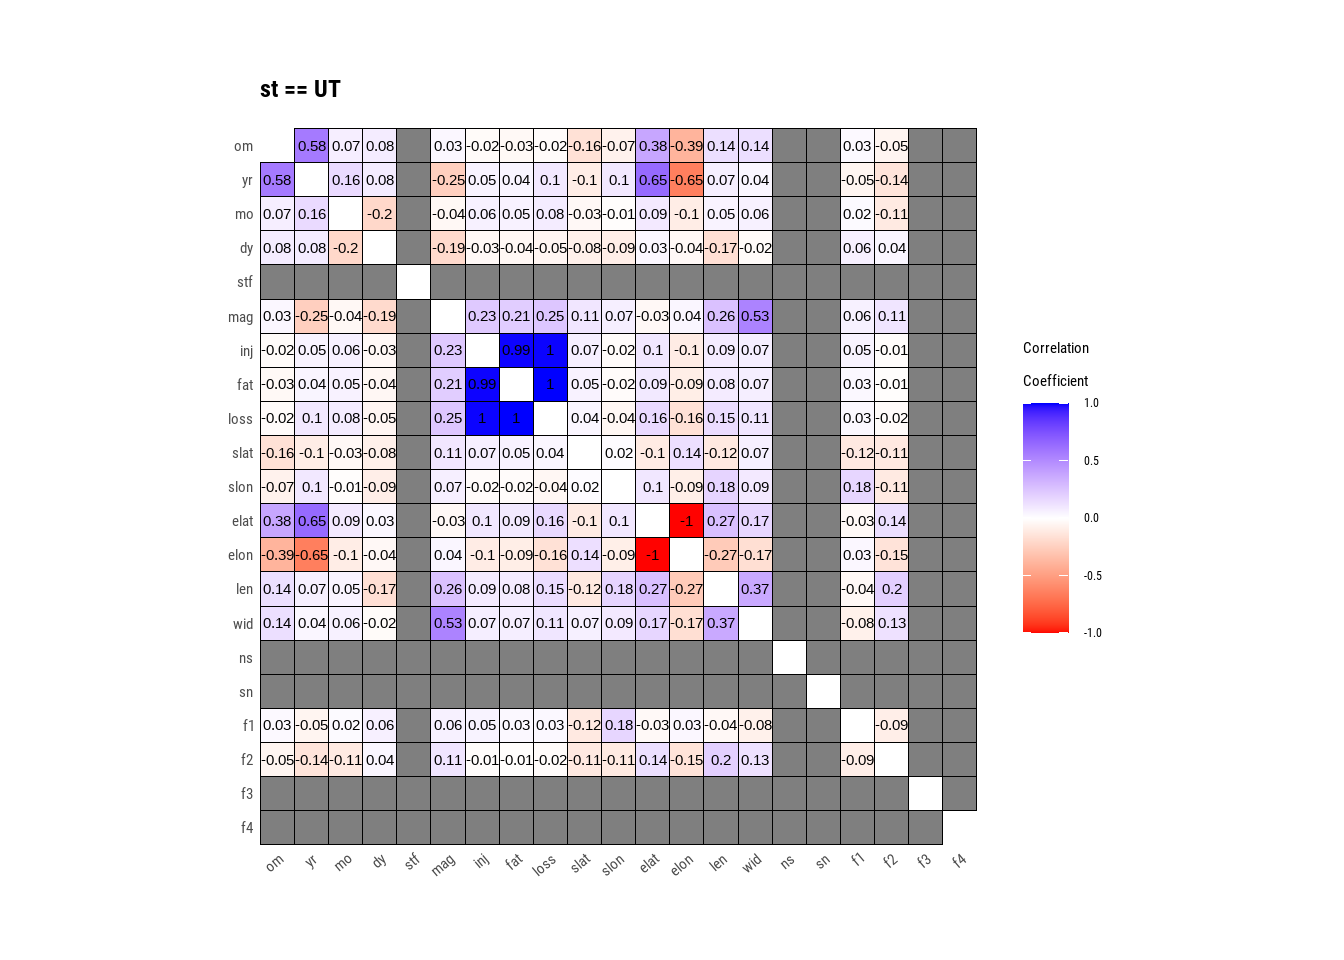 st == UT
om 0.58 0.07 0.08 0.03 -0.02 -0.03 -0.02 -0.16 -0.07 0.38 -0.39 0.14 0.14 0.03 -0.05
yr 0.58 0.16 0.08 -0.25 0.05 0.04 0.1 -0.1 0.1 0.65 -0.65 0.07 0.04 -0.05 -0.14
mo 0.07 0.16 -0.2 -0.04 0.06 0.05 0.08 -0.03 -0.01 0.09 -0.1 0.05 0.06 0.02 -0.11
dy 0.08 0.08 -0.2 -0.19 -0.03 -0.04 -0.05 -0.08 -0.09 0.03 -0.04 -0.17 -0.02 0.06 0.04
stf
mag 0.03 -0.25 -0.04 -0.19 0.23 0.21 0.25 0.11 0.07 -0.03 0.04 0.26 0.53 0.06 0.11
inj -0.02 0.05 0.06 -0.03 0.23 0.99 1 0.07 -0.02 0.1 -0.1 0.09 0.07 0.05 -0.01
fat -0.03 0.04 0.05 -0.04 0.21 0.99 1 0.05 -0.02 0.09 -0.09 0.08 0.07 0.03 -0.01
loss -0.02 0.1 0.08 -0.05 0.25 1 1 0.04 -0.04 0.16 -0.16 0.15 0.11 0.03 -0.02
slat -0.16 -0.1 -0.03 -0.08 0.11 0.07 0.05 0.04 0.02 -0.1 0.14 -0.12 0.07 -0.12 -0.11
slon -0.07 0.1 -0.01 -0.09 0.07 -0.02 -0.02 -0.04 0.02 0.1 -0.09 0.18 0.09 0.18 -0.11
elat 0.38 0.65 0.09 0.03 -0.03 0.1 0.09 0.16 -0.1 0.1 -1 0.27 0.17 -0.03 0.14
elon -0.39 -0.65 -0.1 -0.04 0.04 -0.1 -0.09 -0.16 0.14 -0.09 -1 -0.27 -0.17 0.03 -0.15
len 0.14 0.07 0.05 -0.17 0.26 0.09 0.08 0.15 -0.12 0.18 0.27 -0.27 0.37 -0.04 0.2
wid 0.14 0.04 0.06 -0.02 0.53 0.07 0.07 0.11 0.07 0.09 0.17 -0.17 0.37 -0.08 0.13
ns
sn
f1 0.03 -0.05 0.02 0.06 0.06 0.05 0.03 0.03 -0.12 0.18 -0.03 0.03 -0.04 -0.08 -0.09
f2 -0.05 -0.14 -0.11 0.04 0.11 -0.01 -0.01 -0.02 -0.11 -0.11 0.14 -0.15 0.2 0.13 -0.09
f3
f4
om yr mo dy stf mag inj fat loss slat slon elat elon len wid ns sn f1 f2 f3 f4
Correlation
Coefficient
1.0
0.5
0.0
-0.5
-1.0